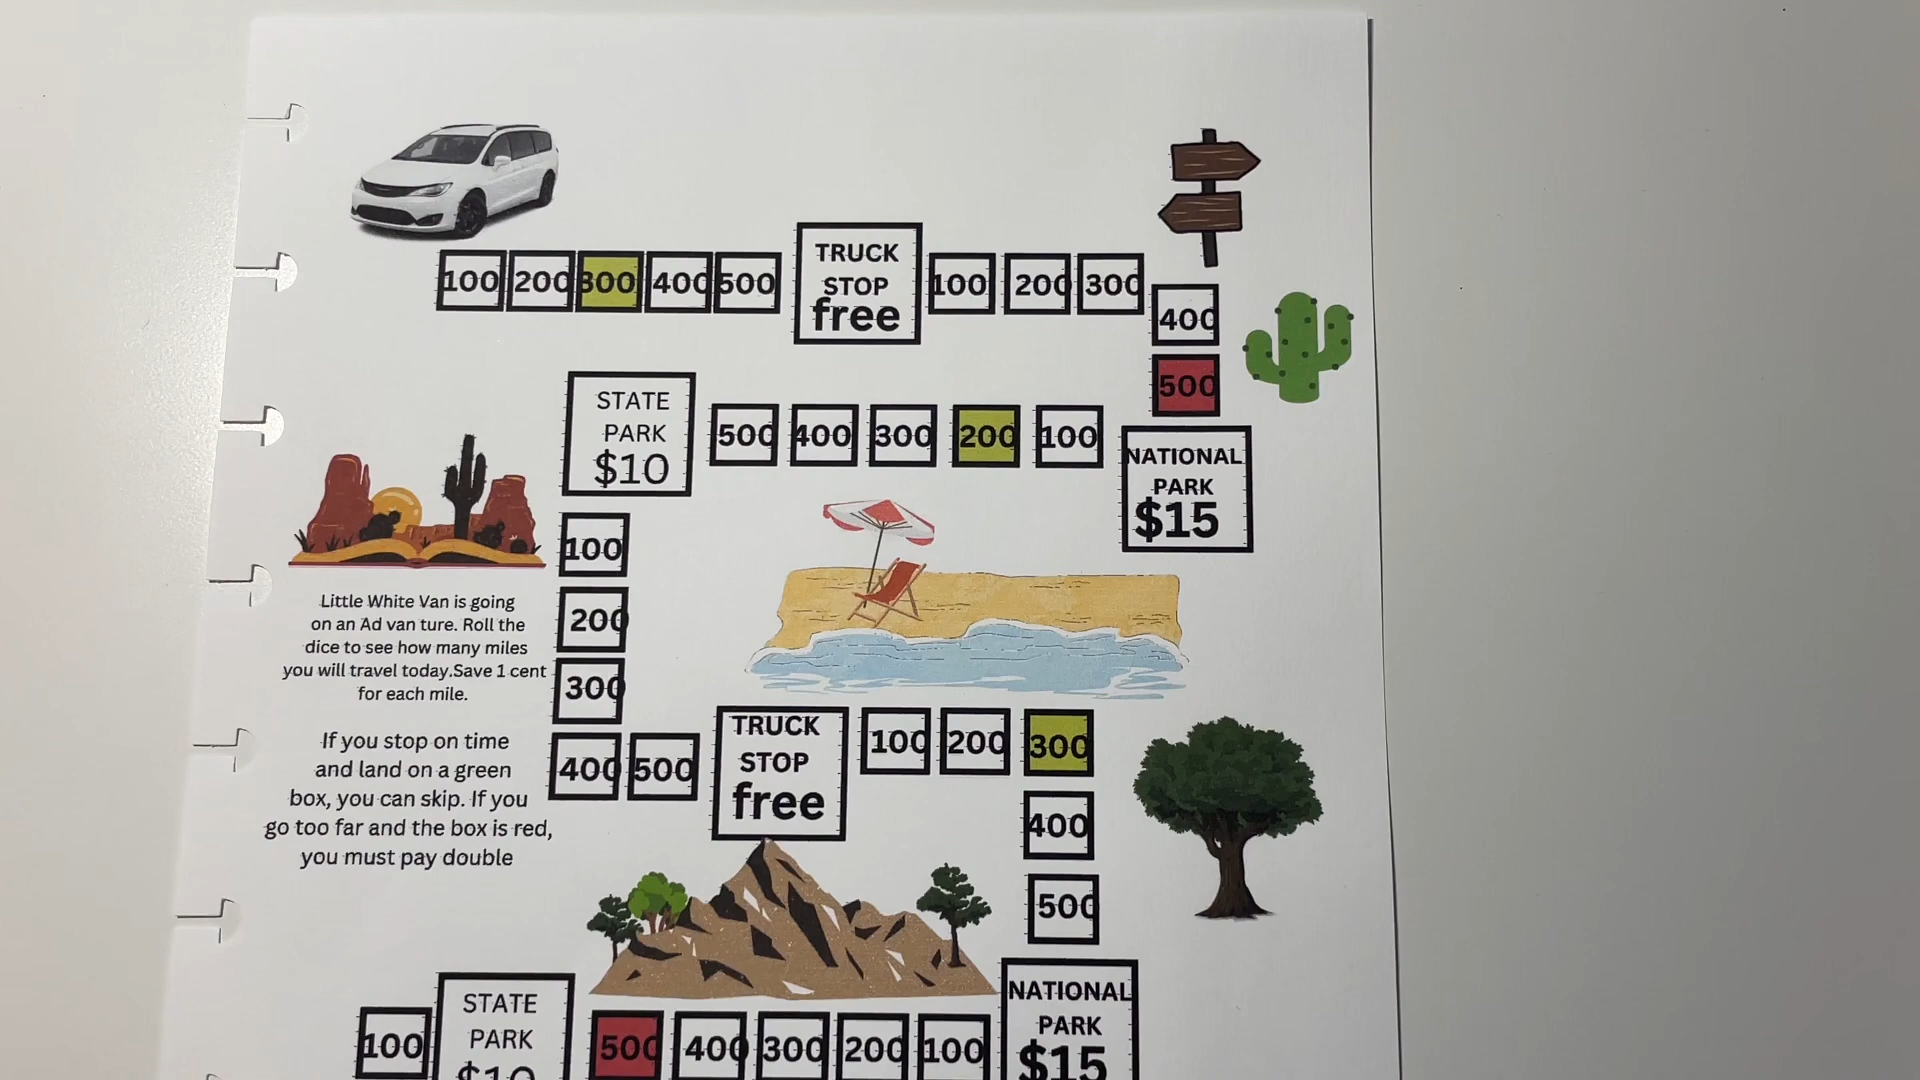 100 200 300 400 500
TRUCK
STOP
free
100 200 300
400
500
NATIONAL
PARK
$15
100
200
300
400
500
STATE
PARK
$10
100
200
300
400 500
TRUCK
STOP
free
100 200 300
400
500
NATIONAL
PARK
$15
100
200
300
400
500
STATE
PARK
$10
100
Little White Van is going
on an Ad van ture. Roll the
dice to see how many miles
you will travel today.Save 1 cent
for each mile.
If you stop on time
and land on a green
box, you can skip. If you
go too far and the box is red,
you must pay double